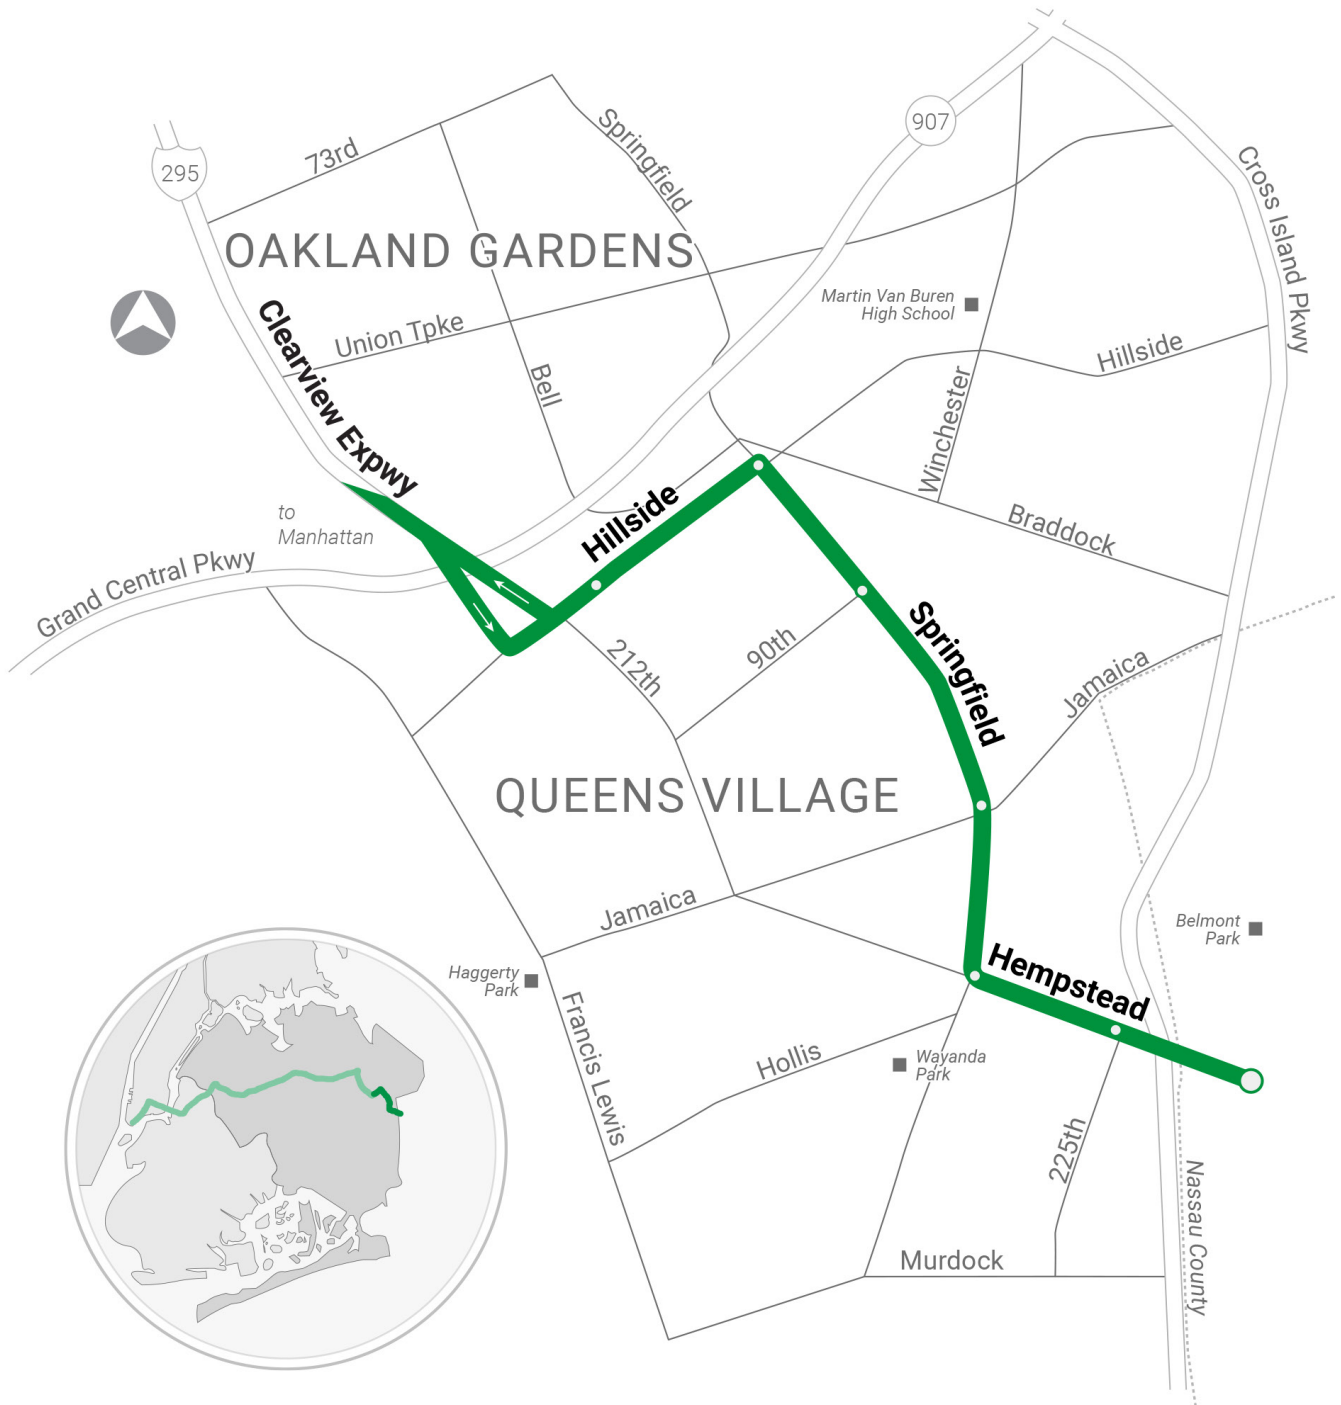 907
Springfield
73rd
295
Cross Island Pkwy
OAKLAND GARDENS
Martin Van Buren
High School
Clearview Expwy
Union Tpke
Hillside
Bell
Winchester
to
Manhattan
Hillside
Braddock
Grand Central Pkwy
Springfield
212th
90th
Jamaica
QUEENS VILLAGE
Jamaica
Belmont
Park
Hempstead
Haggerty
Park
Francis Lewis
Hollis
Wayanda
Park
225th
Nassau County
Murdock